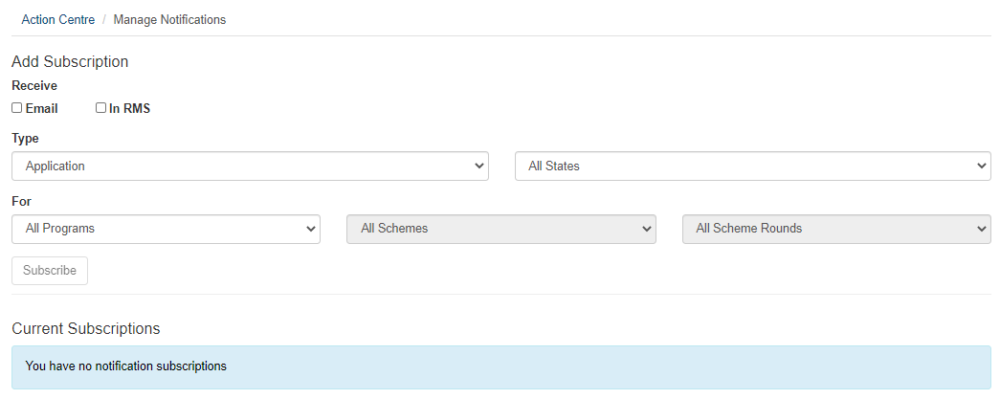 Action Centre / Manage Notifications
Add Subscription
Receive
Email In RMS
Type
Application All States
For
All Programs All Schemes All Scheme Rounds
Subscribe
Current Subscriptions
You have no notification subscriptions